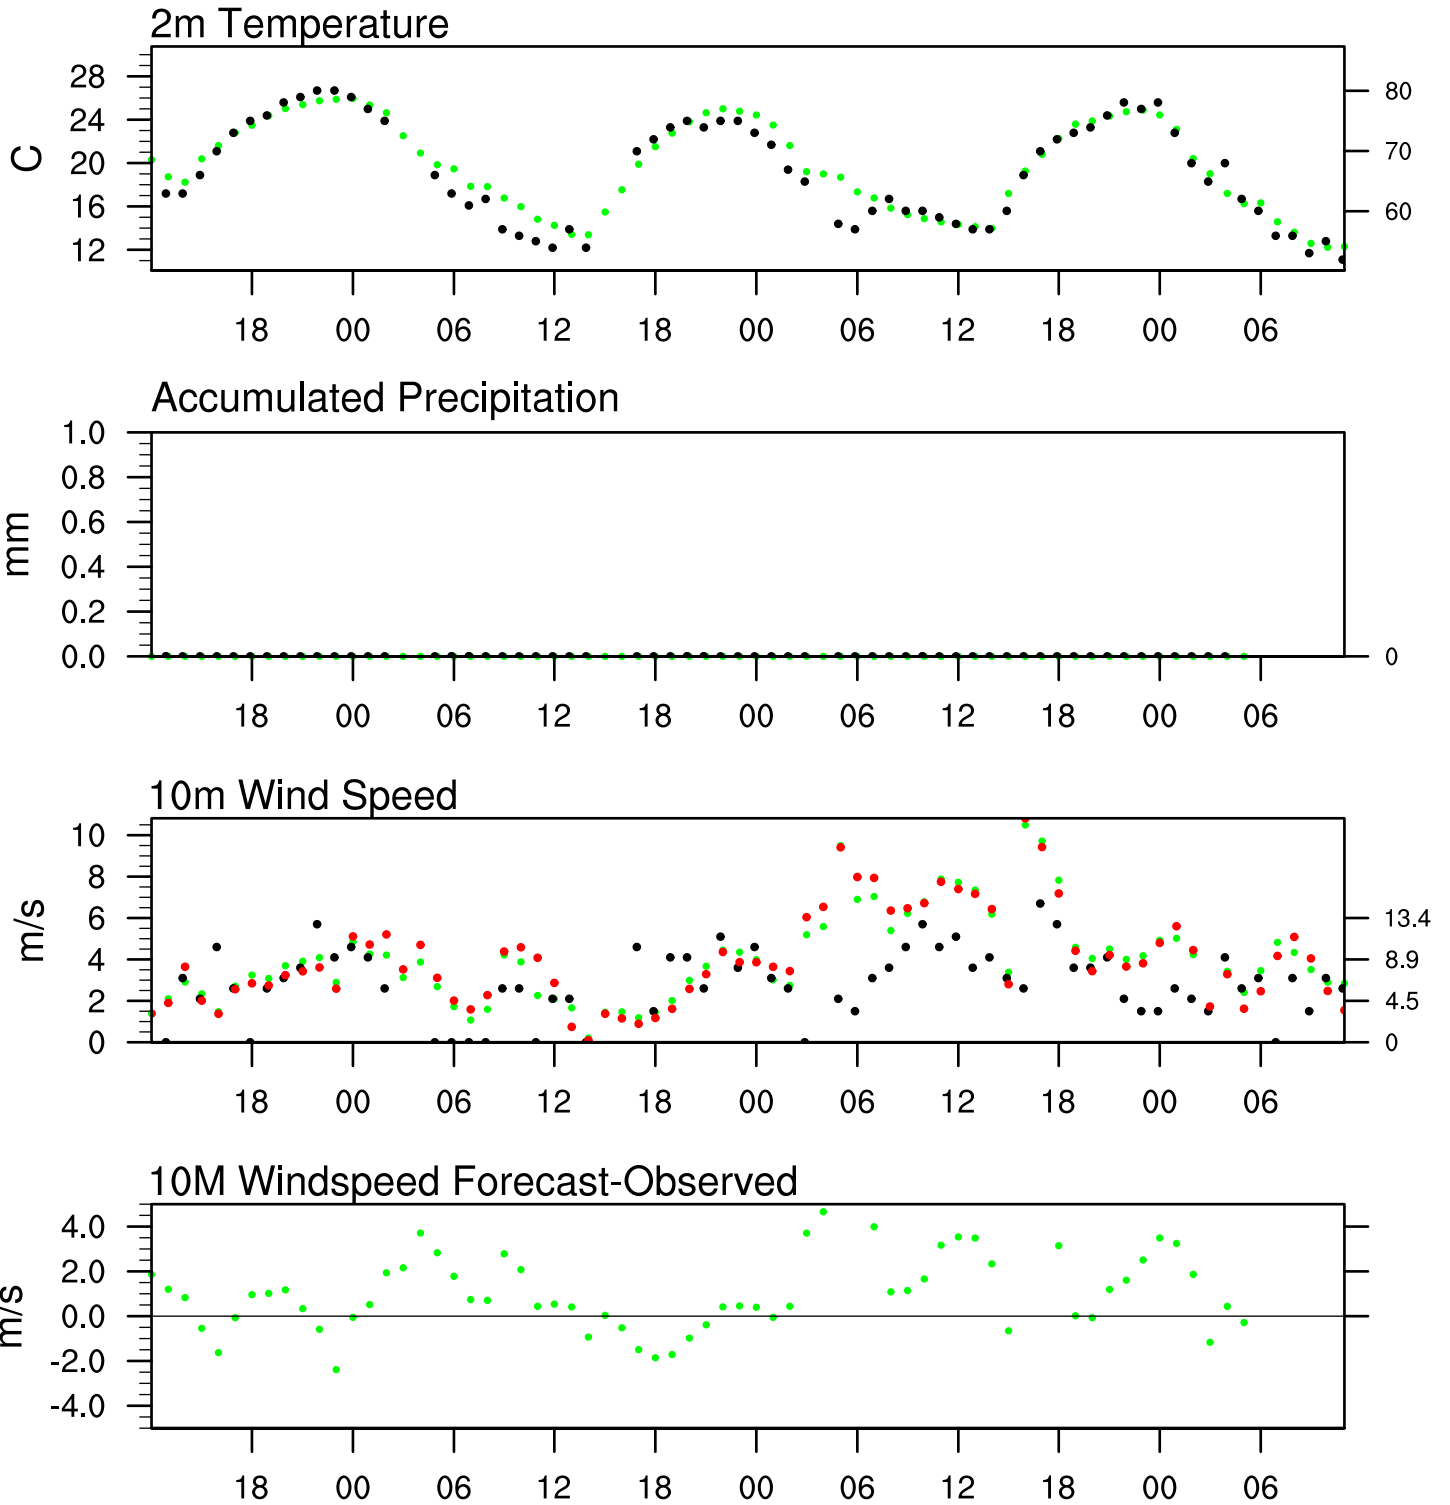 2m Temperature
C
28
24
20
16
12
80
70
60
18 00 06 12 18 00 06 12 18 00 06
Accumulated Precipitation
mm
1.0
0.8
0.6
0.4
0.2
0.0
0
18 00 06 12 18 00 06 12 18 00 06
10m Wind Speed
m/s
10
8
6
4
2
0
13.4
8.9
4.5
0
18 00 06 12 18 00 06 12 18 00 06
10M Windspeed Forecast-Observed
m/s
4.0
2.0
0.0
-2.0
-4.0
18 00 06 12 18 00 06 12 18 00 06